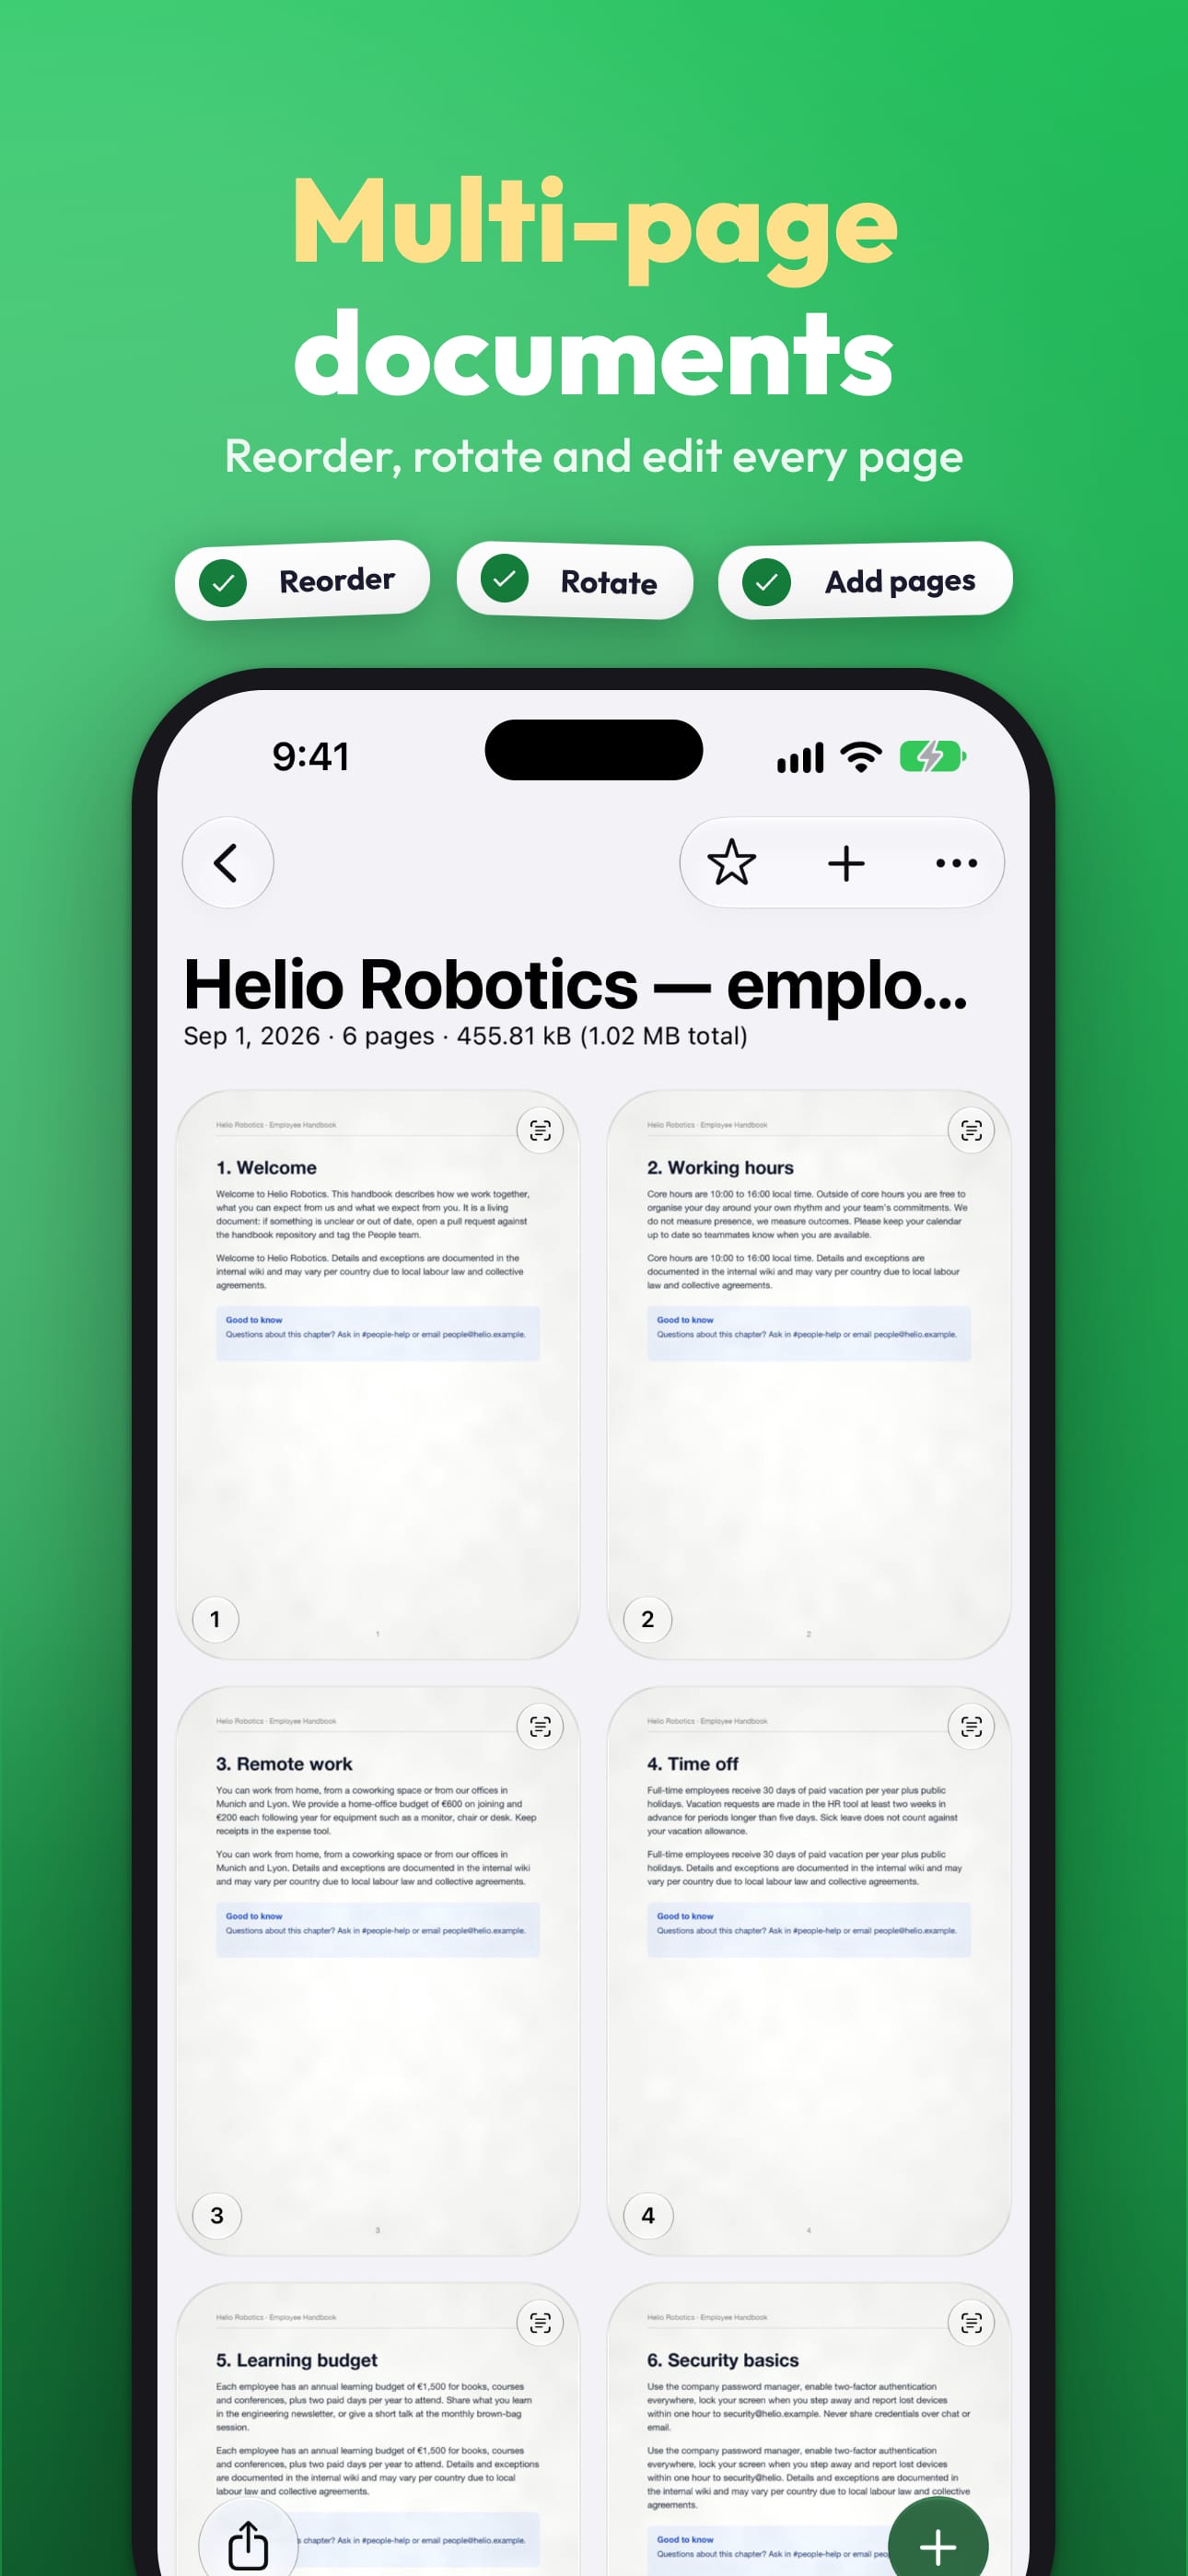 Multi-page
documents
Reorder, rotate and edit every page
Reorder
Rotate
Add pages
9:41
Helio Robotics — emplo...
Sep 1, 2026 · 6 pages · 455.81 kB (1.02 MB total)
Helio Robotics · Employee Handbook
1. Welcome
Welcome to Helio Robotics. This handbook describes how we work together,
what you can expect from us and what we expect from you. It is a living
document: if something is unclear or out of date, open a pull request against
the handbook repository and tag the People team.
Welcome to Helio Robotics. Details and exceptions are documented in the
internal wiki and may vary per country due to local labour law and collective
agreements.
Good to know
Questions about this chapter? Ask in #people-help or email people@helio.example.
1
1
Helio Robotics · Employee Handbook
2. Working hours
Core hours are 10:00 to 16:00 local time. Outside of core hours you are free to
organise your day around your own rhythm and your team's commitments. We
do not measure presence, we measure outcomes. Please keep your calendar
up to date so teammates know when you are available.
Core hours are 10:00 to 16:00 local time. Details and exceptions are
documented in the internal wiki and may vary per country due to local labour
law and collective agreements.
Good to know
Questions about this chapter? Ask in #people-help or email people@helio.example.
2
2
Helio Robotics · Employee Handbook
3. Remote work
You can work from home, from a coworking space or from our offices in
Munich and Lyon. We provide a home-office budget of €600 on joining and
€200 each following year for equipment such as a monitor, chair or desk. Keep
receipts in the expense tool.
You can work from home, from a coworking space or from our offices in
Munich and Lyon. Details and exceptions are documented in the internal wiki
and may vary per country due to local labour law and collective agreements.
Good to know
Questions about this chapter? Ask in #people-help or email people@helio.example.
3
3
Helio Robotics · Employee Handbook
4. Time off
Full-time employees receive 30 days of paid vacation per year plus public
holidays. Vacation requests are made in the HR tool at least two weeks in
advance for periods longer than five days. Sick leave does not count against
your vacation allowance.
Full-time employees receive 30 days of paid vacation per year plus public
holidays. Details and exceptions are documented in the internal wiki and may
vary per country due to local labour law and collective agreements.
Good to know
Questions about this chapter? Ask in #people-help or email people@helio.example.
4
4
Helio Robotics · Employee Handbook
5. Learning budget
Each employee has an annual learning budget of €1,500 for books, courses
and conferences, plus two paid days per year to attend. Share what you learn
in the engineering newsletter, or give a short talk at the monthly brown-bag
session.
Each employee has an annual learning budget of €1,500 for books, courses
and conferences, plus two paid days per year to attend. Details and exceptions
are documented in the internal wiki and may vary per country due to local
labour law and collective agreements.
s chapter? Ask in #people-help or email people@helio.example.
Helio Robotics · Employee Handbook
6. Security basics
Use the company password manager, enable two-factor authentication
everywhere, lock your screen when you step away and report lost devices
within one hour to security@helio.example. Never share credentials over chat or
email.
Use the company password manager, enable two-factor authentication
everywhere, lock your screen when you step away and report lost devices
within one hour to security@helio. Details and exceptions are documented in
the internal wiki and may vary per country due to local labour law and collective
agreements.
Good to know
Questions about this chapter? Ask in #people-help or email peo